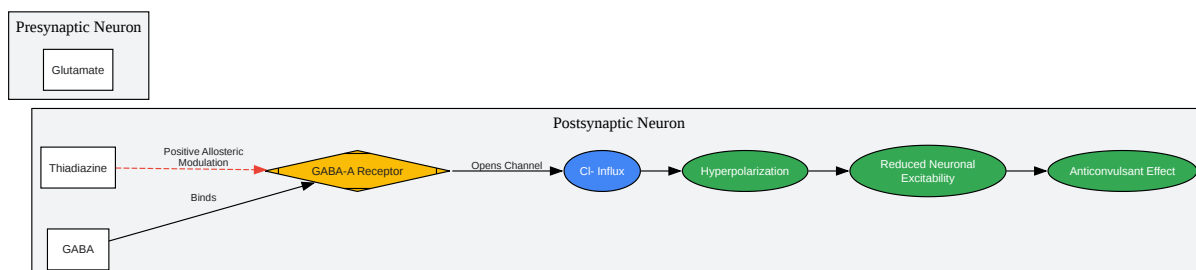 Presynaptic Neuron
Glutamate
Postsynaptic Neuron
Thiadiazine
Positive Allosteric
Modulation
GABA-A Receptor
Opens Channel
Cl- Influx
Hyperpolarization
Reduced Neuronal
Excitability
Anticonvulsant Effect
Binds
GABA